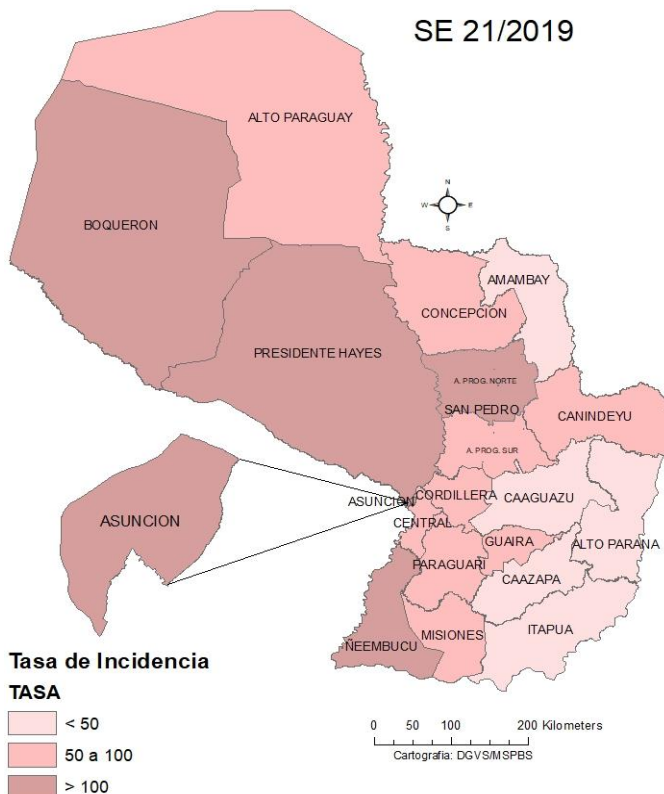 SE 21/2019
ALTO PARAGUAY
BOQUERON
N
W E
S
AMAMBAY
CONCEPCION
PRESIDENTE HAYES
A. PROG. NORTE
SAN PEDRO
CANINDEYU
A. PROG. SUR
ASUNCION
CORDILLERA
CAAGUAZU
ASUNCION
CENTRAL
GUAIRA
ALTO PARANA
PARAGUARI
CAAZAPA
ÑEEMBUCU
MISIONES
ITAPUA
Tasa de Incidencia
TASA
< 50
50 a 100
> 100
0 50 100 200 Kilometers
Cartografia: DGVS/MSPBS